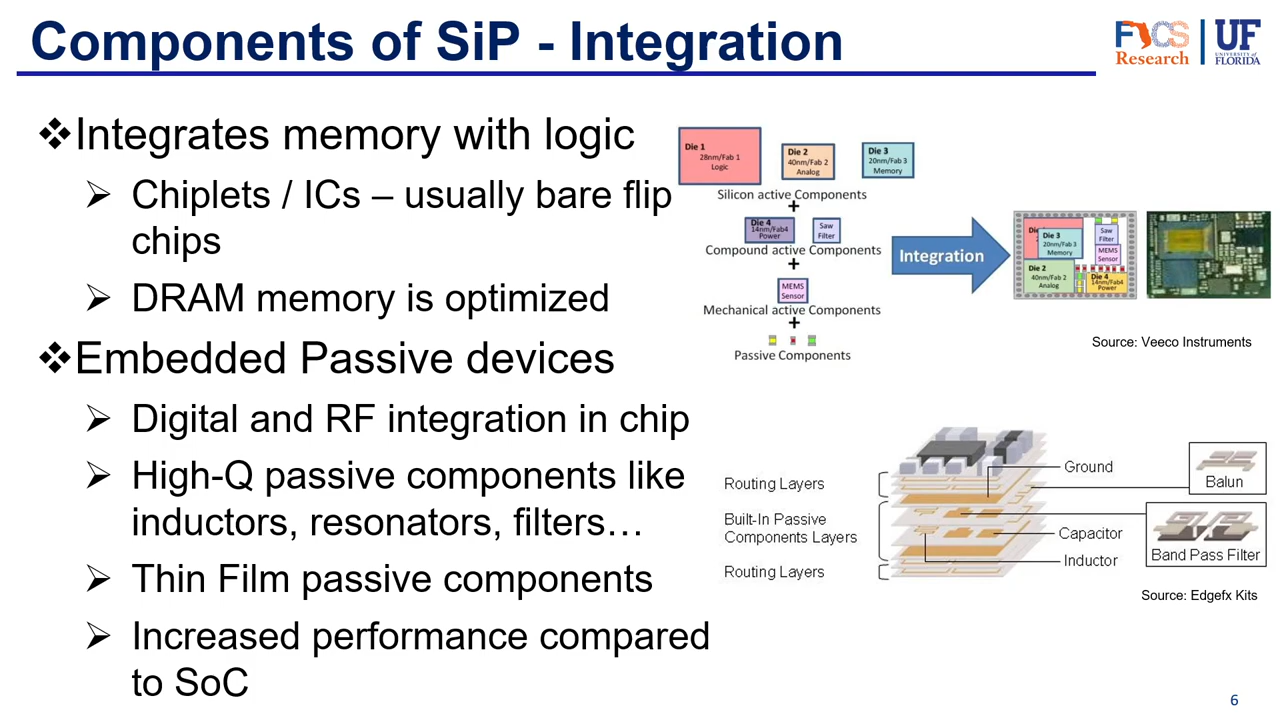 Components of SiP - Integration
FICS
Research
UF
UNIVERSITY of
FLORIDA
❖Integrates memory with logic
➢ Chiplets / ICs – usually bare flip
chips
➢ DRAM memory is optimized
❖Embedded Passive devices
➢ Digital and RF integration in chip
➢ High-Q passive components like
inductors, resonators, filters…
➢ Thin Film passive components
➢ Increased performance compared
to SoC
Die 1
28nm/Fab 1
Logic
Die 2
40nm/Fab 2
Analog
Die 3
20nm/Fab 3
Memory
Silicon active Components
+
Die 4
14nm/Fab4
Power
Saw
Filter
Compound active Components
+
MEMS
Sensor
Mechanical active Components
+
Passive Components
Integration
Die 3
20nm/Fab 3
Memory
Saw
Filter
MEMS
Sensor
Die 2
40nm/Fab 2
Analog
Die 4
14nm/Fab4
Power
Source: Veeco Instruments
Routing Layers
Built-In Passive
Components Layers
Routing Layers
Ground
Capacitor
Inductor
Balun
Band Pass Filter
Source: Edgefx Kits
6